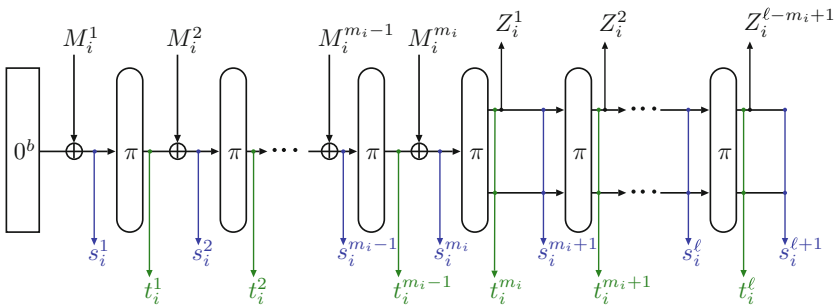 M_i^1 M_i^2 M_i^{m_i-1} M_i^{m_i} Z_i^1 Z_i^2 Z_i^{ℓ-m_i+1}
0^b ⊕ π ⊕ π ··· ⊕ π ⊕ π π ··· ··· π
s_i^1 s_i^2 s_i^{m_i-1} s_i^{m_i} s_i^{m_i+1} s_i^ℓ s_i^{ℓ+1}
t_i^1 t_i^2 t_i^{m_i-1} t_i^{m_i} t_i^{m_i+1} t_i^ℓ